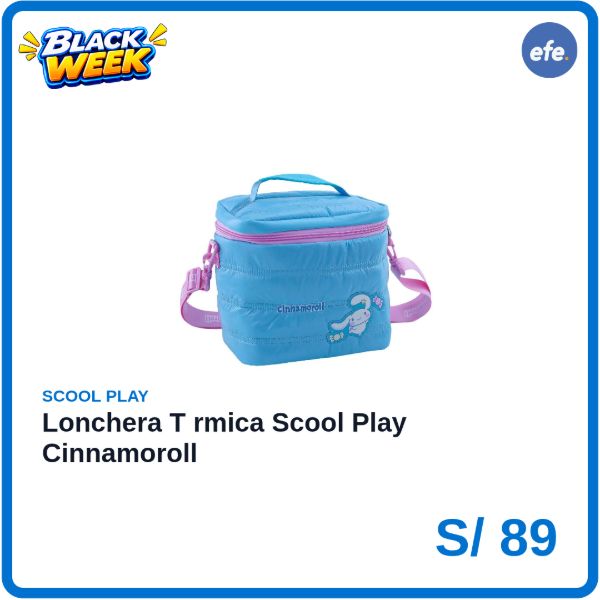 BLACK
WEEK
efe.
cinnamoroll
SCOOL PLAY
Lonchera T rmica Scool Play
Cinnamoroll
S/ 89